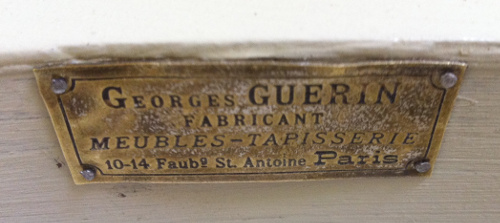 GEORGES GUERIN
FABRICANT
MEUBLES-TAPISSERIE
10-14 Faubg St. Antoine Paris